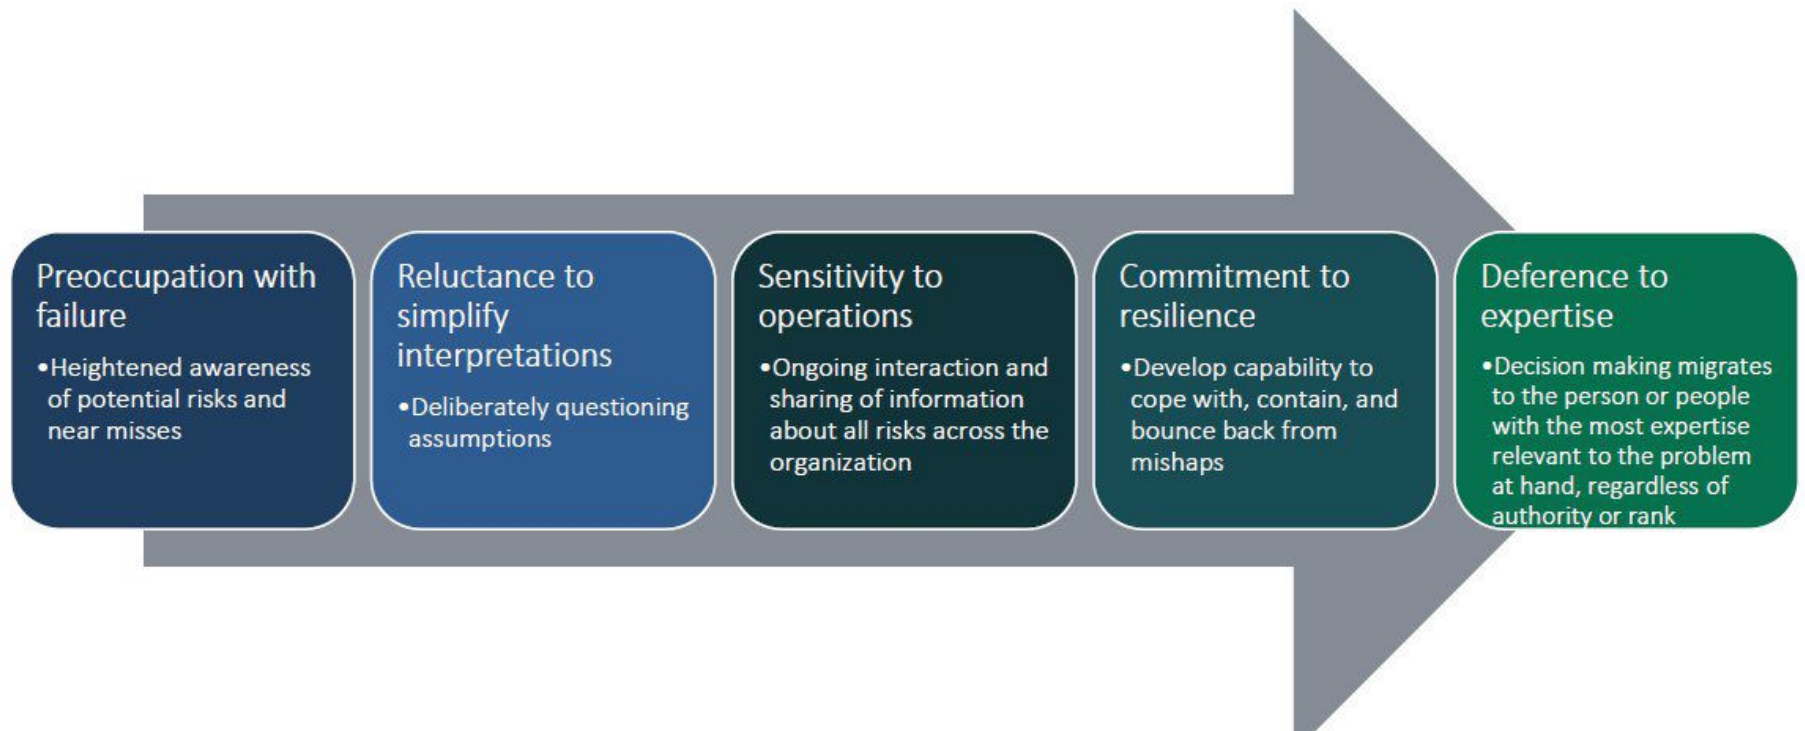 Preoccupation with
failure
•Heightened awareness
of potential risks and
near misses
Reluctance to
simplify
interpretations
•Deliberately questioning
assumptions
Sensitivity to
operations
•Ongoing interaction and
sharing of information
about all risks across the
organization
Commitment to
resilience
•Develop capability to
cope with, contain, and
bounce back from
mishaps
Deference to
expertise
•Decision making migrates
to the person or people
with the most expertise
relevant to the problem
at hand, regardless of
authority or rank